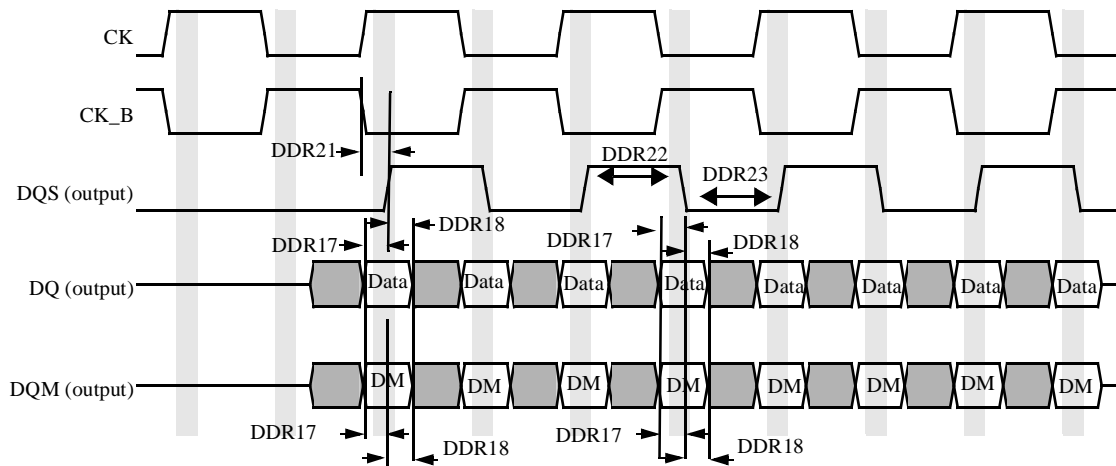 CK
CK_B
DDR21
DDR22
DDR23
DQS (output)
DDR18
DDR17
DDR17
DDR18
DQ (output)
Data Data Data Data Data Data Data Data
DQM (output)
DM DM DM DM DM DM DM DM
DDR17
DDR18
DDR17
DDR18